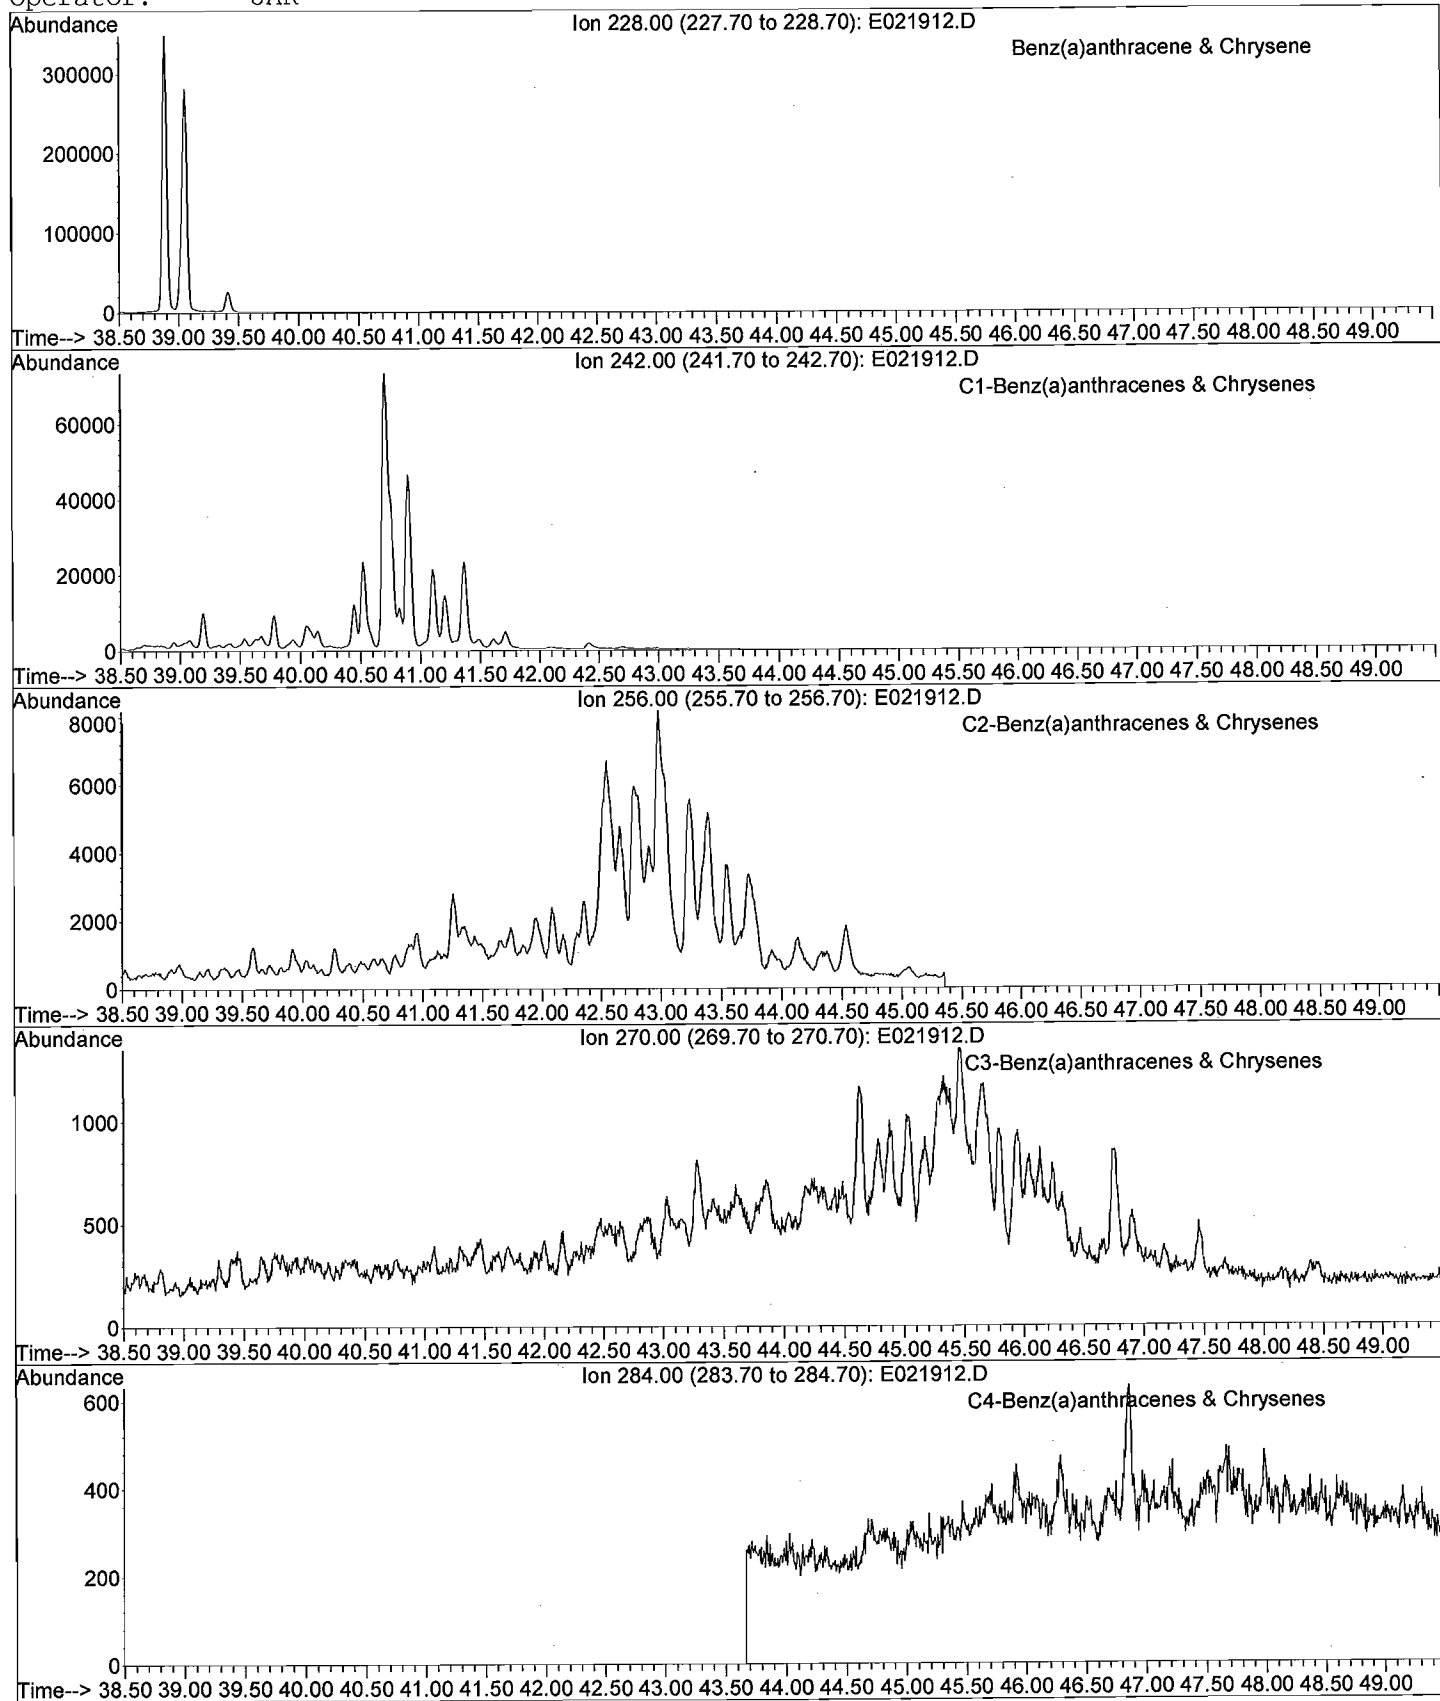 Operator:
Abundance
Ion 228.00 (227.70 to 228.70): E021912.D
Benz(a)anthracene & Chrysene
300000
200000
100000
0
Time--> 38.50 39.00 39.50 40.00 40.50 41.00 41.50 42.00 42.50 43.00 43.50 44.00 44.50 45.00 45.50 46.00 46.50 47.00 47.50 48.00 48.50 49.00
Abundance
Ion 242.00 (241.70 to 242.70): E021912.D
C1-Benz(a)anthracenes & Chrysenes
60000
40000
20000
0
Time--> 38.50 39.00 39.50 40.00 40.50 41.00 41.50 42.00 42.50 43.00 43.50 44.00 44.50 45.00 45.50 46.00 46.50 47.00 47.50 48.00 48.50 49.00
Abundance
Ion 256.00 (255.70 to 256.70): E021912.D
C2-Benz(a)anthracenes & Chrysenes
8000
6000
4000
2000
0
Time--> 38.50 39.00 39.50 40.00 40.50 41.00 41.50 42.00 42.50 43.00 43.50 44.00 44.50 45.00 45.50 46.00 46.50 47.00 47.50 48.00 48.50 49.00
Abundance
Ion 270.00 (269.70 to 270.70): E021912.D
C3-Benz(a)anthracenes & Chrysenes
1000
500
0
Time--> 38.50 39.00 39.50 40.00 40.50 41.00 41.50 42.00 42.50 43.00 43.50 44.00 44.50 45.00 45.50 46.00 46.50 47.00 47.50 48.00 48.50 49.00
Abundance
Ion 284.00 (283.70 to 284.70): E021912.D
C4-Benz(a)anthracenes & Chrysenes
600
400
200
0
Time--> 38.50 39.00 39.50 40.00 40.50 41.00 41.50 42.00 42.50 43.00 43.50 44.00 44.50 45.00 45.50 46.00 46.50 47.00 47.50 48.00 48.50 49.00